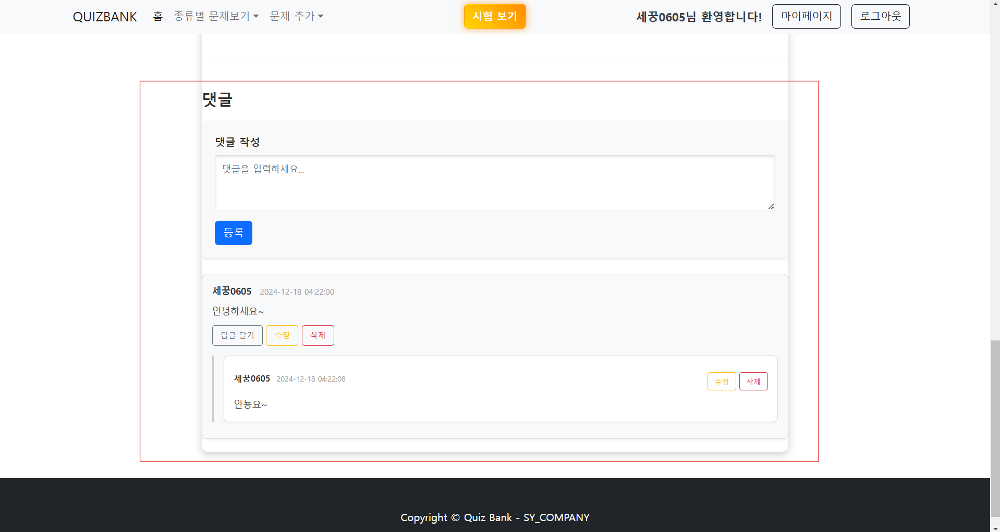 QUIZBANK 홈 종류별 문제보기 문제 추가 시험 보기 세꿍0605님 환영합니다! 마이페이지 로그아웃
댓글
댓글 작성
댓글을 입력하세요...
등록
세꿍0605 2024-12-18 04:22:00
안녕하세요~
답글 달기 수정 삭제
세꿍0605 2024-12-18 04:22:08 수정 삭제
안뇽요~
Copyright © Quiz Bank - SY_COMPANY